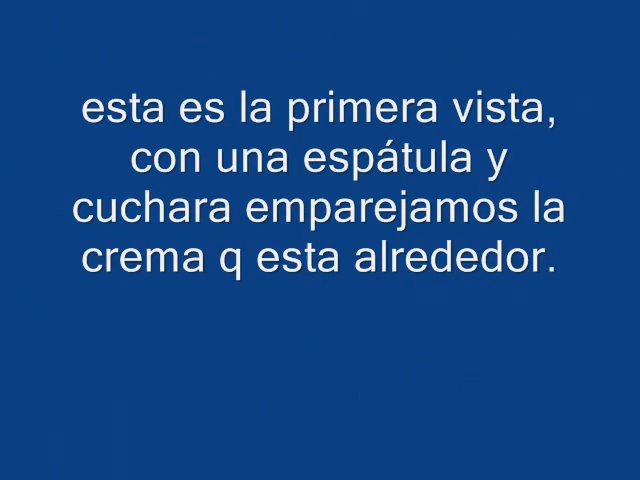 esta es la primera vista,
con una espátula y
cuchara emparejamos la
crema q esta alrededor.